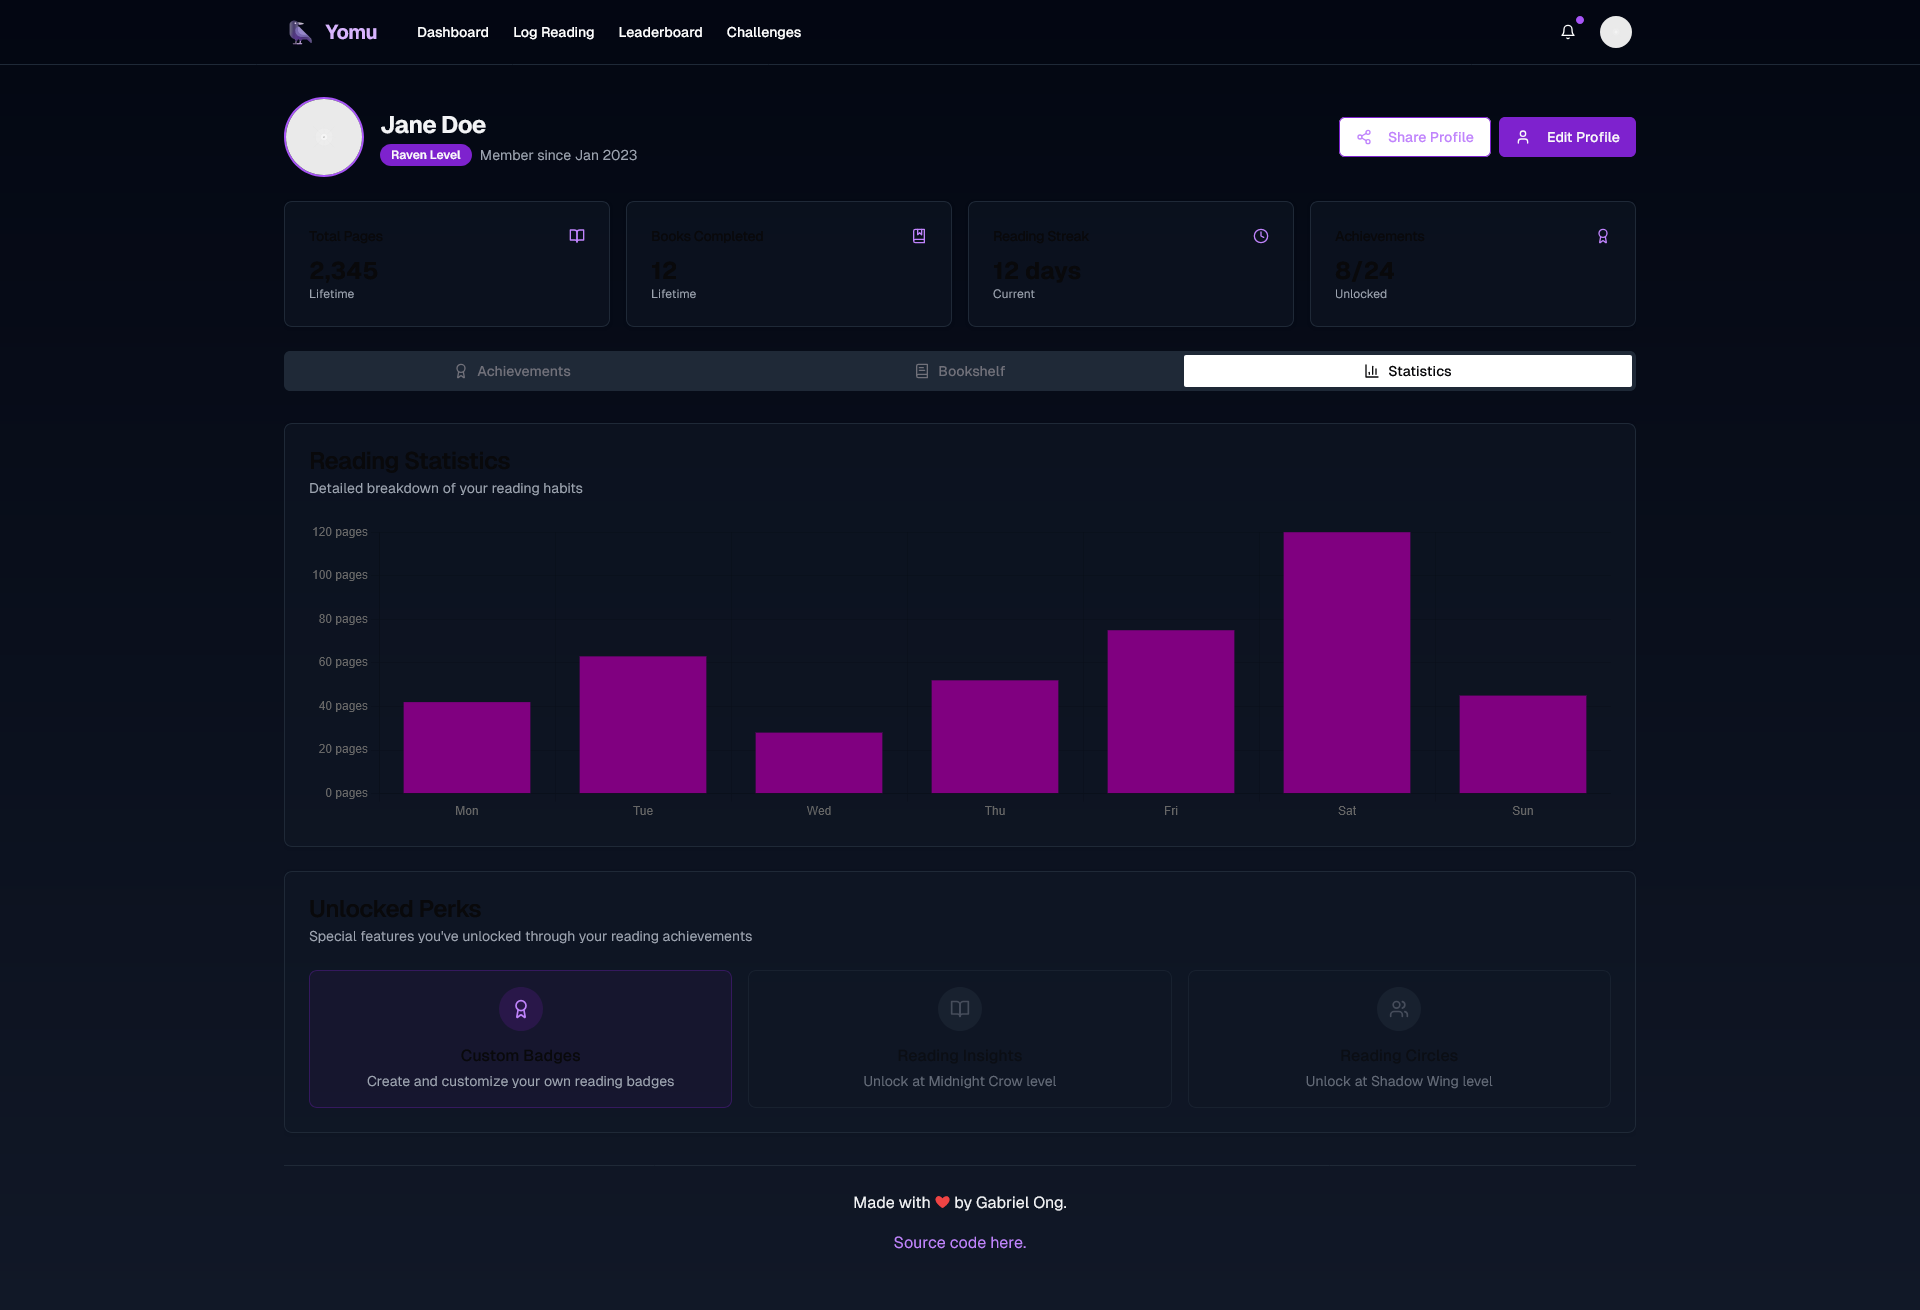 Yomu
Dashboard Log Reading Leaderboard Challenges
Jane Doe
Raven Level Member since Jan 2023
Share Profile Edit Profile
Total Pages
2,345
Lifetime
Books Completed
12
Lifetime
Reading Streak
12 days
Current
Achievements
8/24
Unlocked
Achievements Bookshelf Statistics
Reading Statistics
Detailed breakdown of your reading habits
120 pages
100 pages
80 pages
60 pages
40 pages
20 pages
0 pages
Mon Tue Wed Thu Fri Sat Sun
Unlocked Perks
Special features you've unlocked through your reading achievements
Custom Badges
Create and customize your own reading badges
Reading Insights
Unlock at Midnight Crow level
Reading Circles
Unlock at Shadow Wing level
Made with ❤️ by Gabriel Ong.
Source code here.